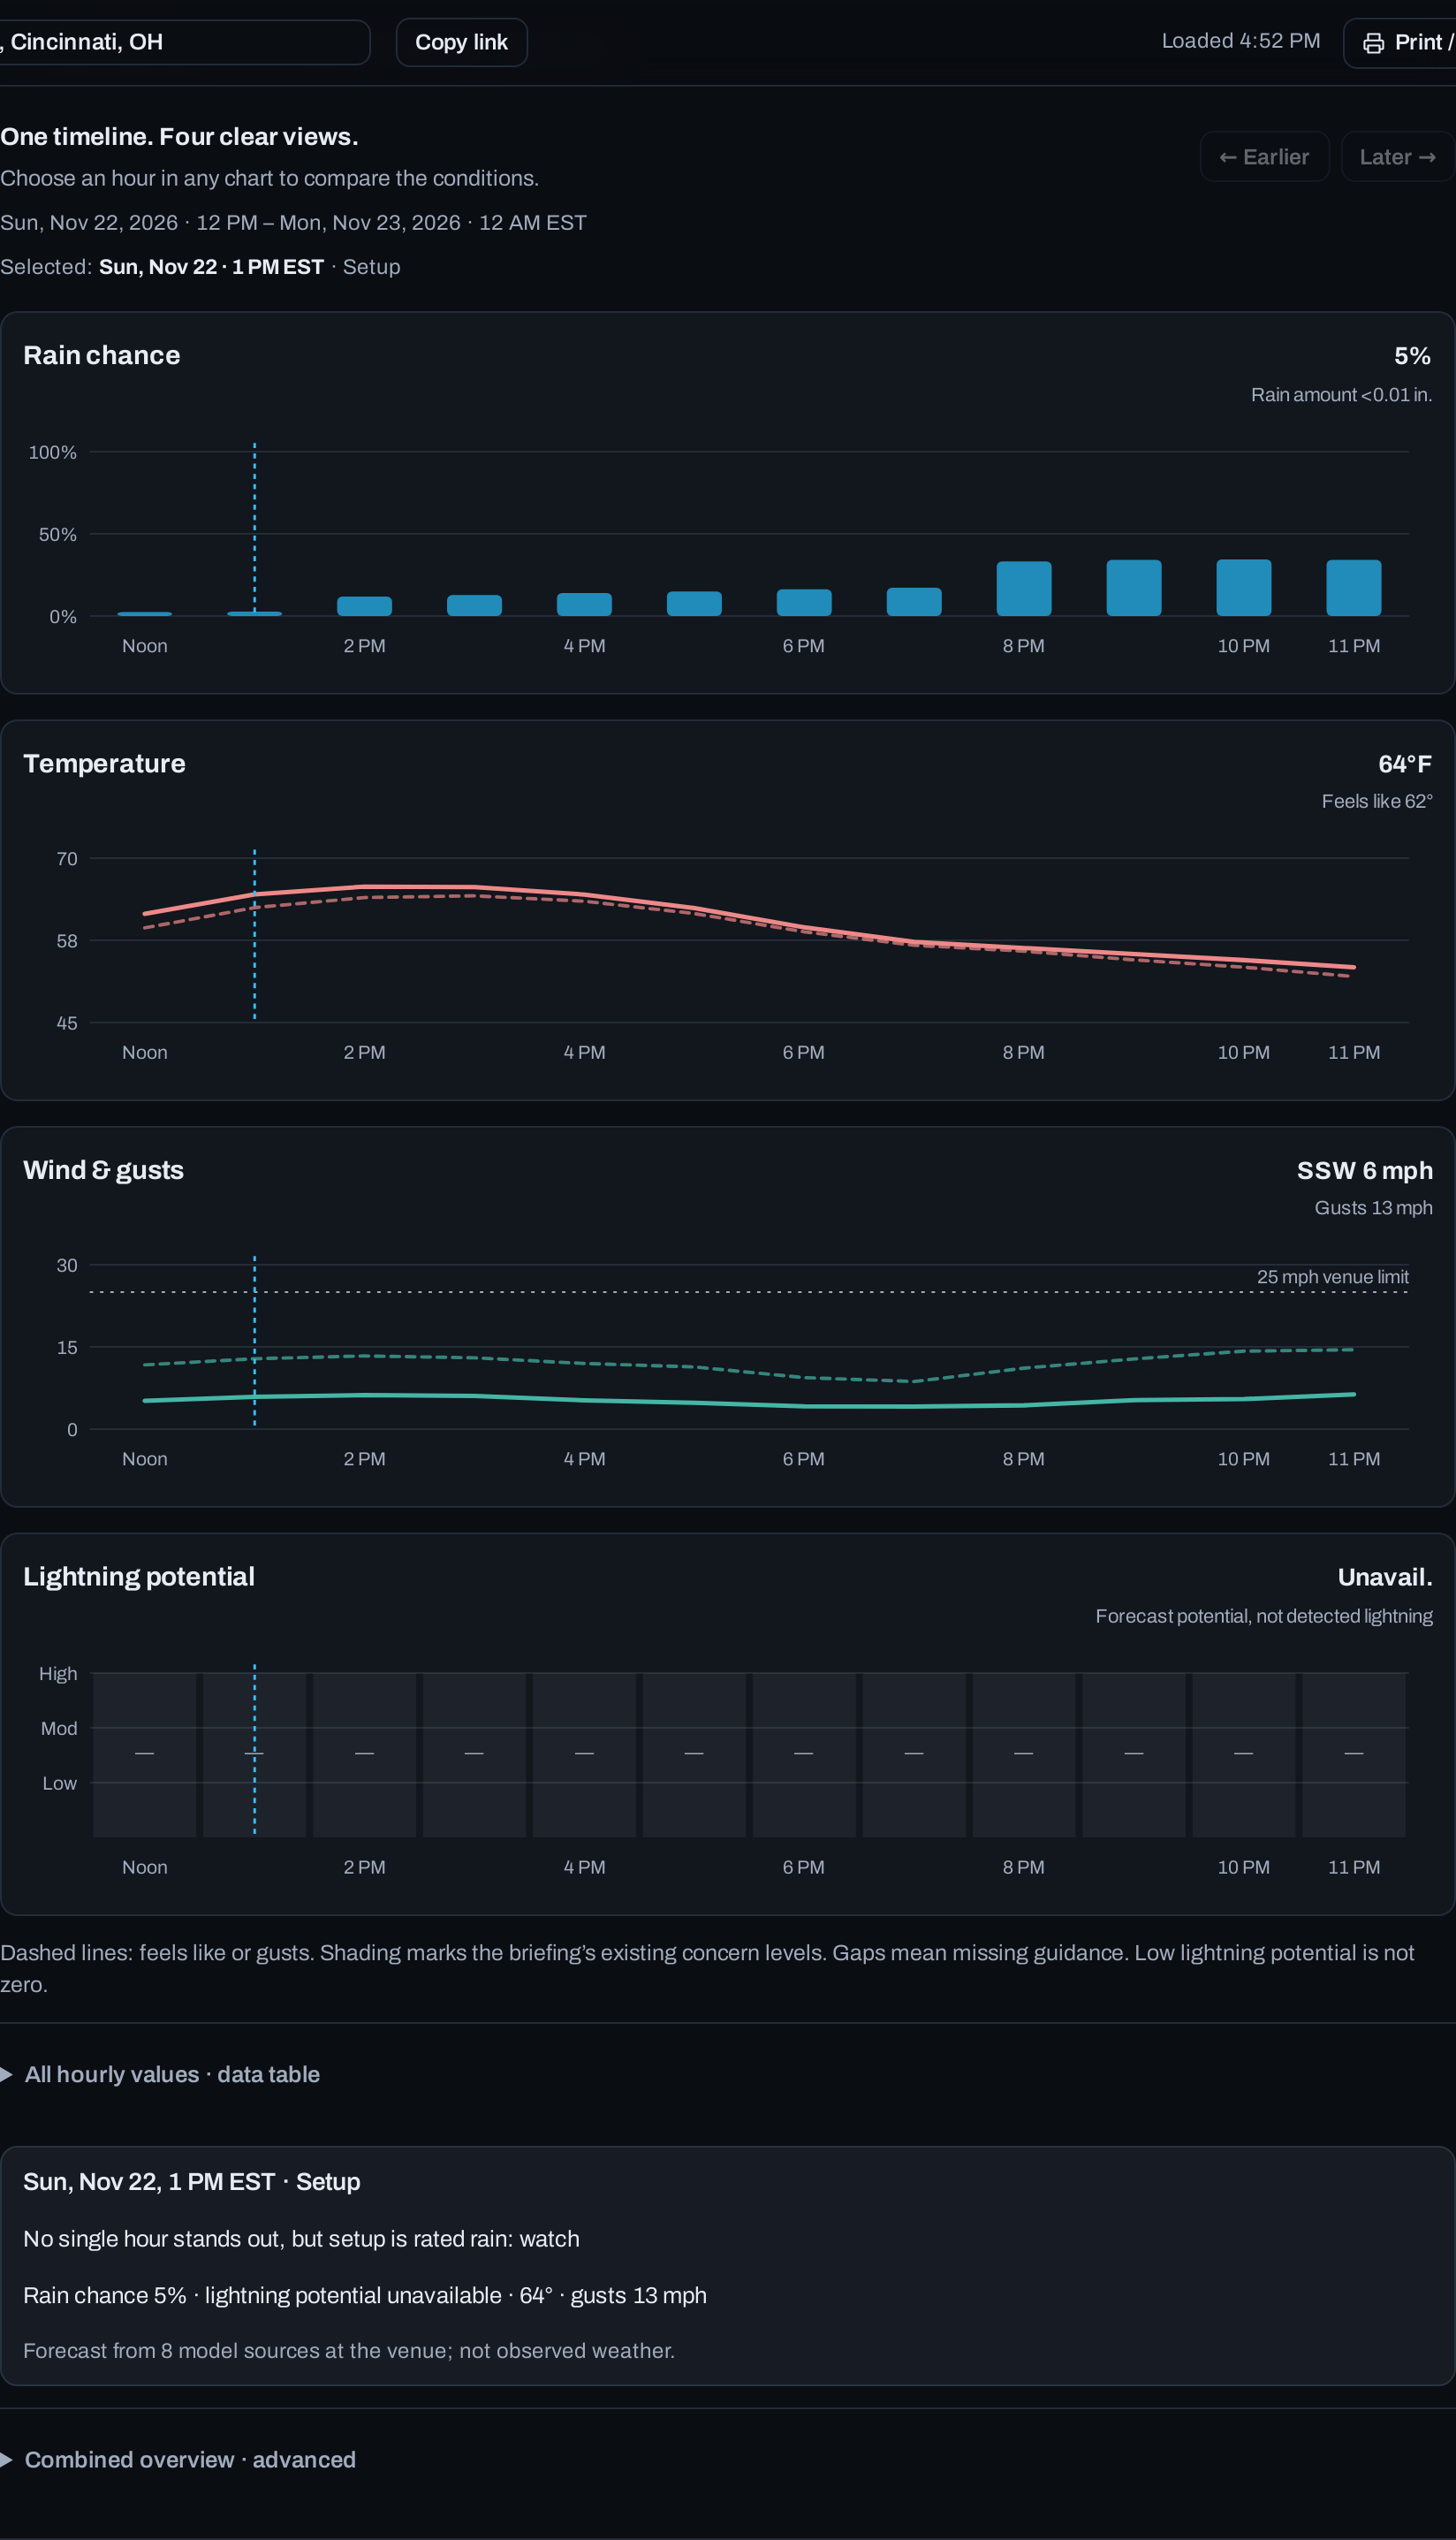 , Cincinnati, OH
Copy link
Loaded 4:52 PM
Print /
One timeline. Four clear views.
← Earlier
Later →
Choose an hour in any chart to compare the conditions.
Sun, Nov 22, 2026 · 12 PM – Mon, Nov 23, 2026 · 12 AM EST
Selected: Sun, Nov 22 · 1 PM EST · Setup
Rain chance
5%
Rain amount <0.01 in.
100%
50%
0%
Noon 2 PM 4 PM 6 PM 8 PM 10 PM 11 PM
Temperature
64°F
Feels like 62°
70
58
45
Noon 2 PM 4 PM 6 PM 8 PM 10 PM 11 PM
Wind & gusts
SSW 6 mph
Gusts 13 mph
30
25 mph venue limit
15
0
Noon 2 PM 4 PM 6 PM 8 PM 10 PM 11 PM
Lightning potential
Unavail.
Forecast potential, not detected lightning
High
Mod
— — — — — — — — — — — —
Low
Noon 2 PM 4 PM 6 PM 8 PM 10 PM 11 PM
Dashed lines: feels like or gusts. Shading marks the briefing’s existing concern levels. Gaps mean missing guidance. Low lightning potential is not
zero.
All hourly values · data table
Sun, Nov 22, 1 PM EST · Setup
No single hour stands out, but setup is rated rain: watch
Rain chance 5% · lightning potential unavailable · 64° · gusts 13 mph
Forecast from 8 model sources at the venue; not observed weather.
Combined overview · advanced